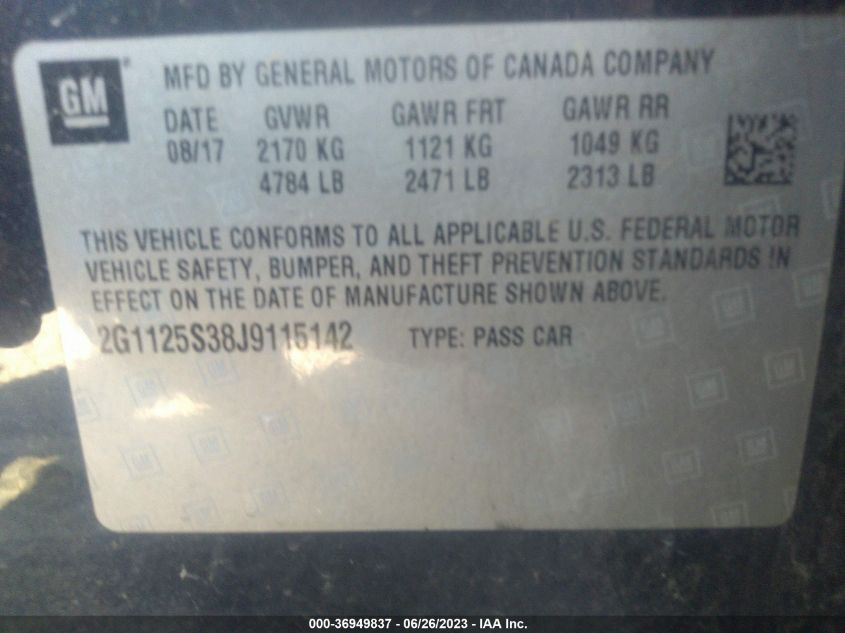 GM
MFD BY GENERAL MOTORS OF CANADA COMPANY
DATE GVWR GAWR FRT GAWR RR
08/17 2170 KG 1121 KG 1049 KG
4784 LB 2471 LB 2313 LB
THIS VEHICLE CONFORMS TO ALL APPLICABLE U.S. FEDERAL MOTOR
VEHICLE SAFETY, BUMPER, AND THEFT PREVENTION STANDARDS IN
EFFECT ON THE DATE OF MANUFACTURE SHOWN ABOVE.
2G1125S38J9115142 TYPE: PASS CAR
000-36949837 - 06/26/2023 - IAA Inc.